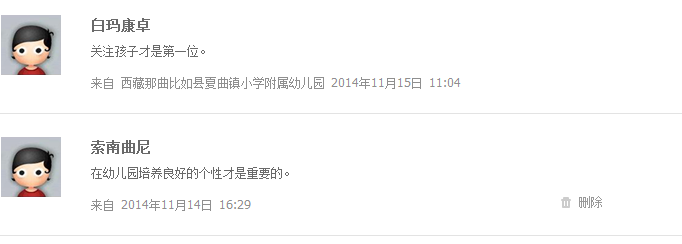 白玛康卓
关注孩子才是第一位。
来自 西藏那曲比如县夏曲镇小学附属幼儿园 2014年11月15日 11:04
索南曲尼
在幼儿园培养良好的个性才是重要的。
来自 2014年11月14日 16:29 删除